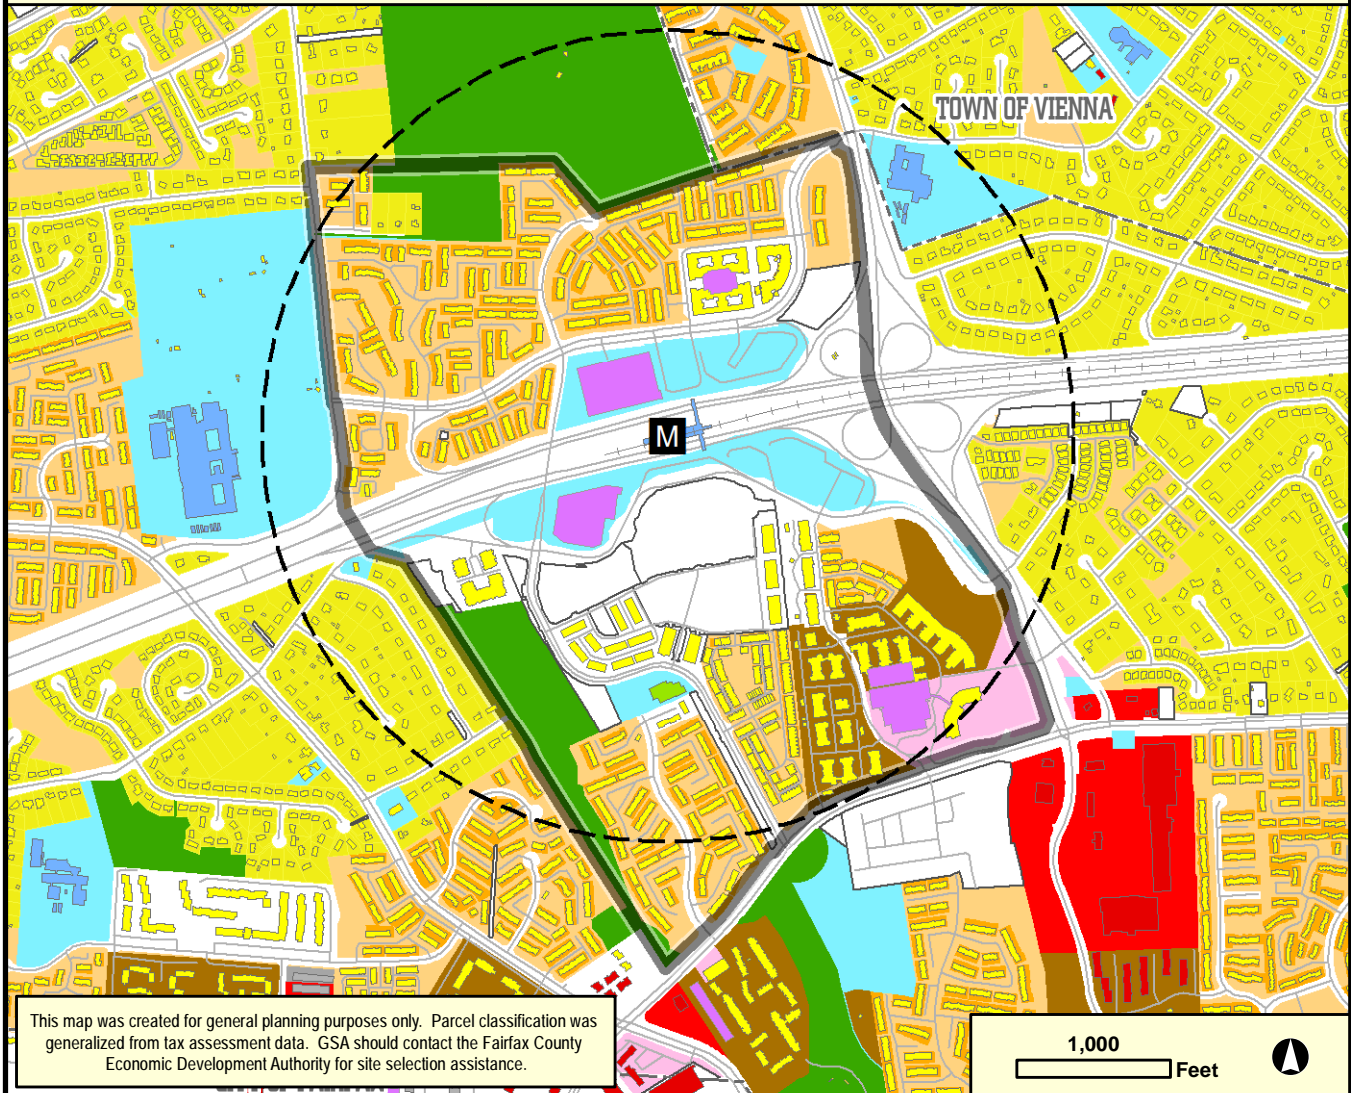 TOWN OF VIENNA
M
This map was created for general planning purposes only. Parcel classification was
generalized from tax assessment data. GSA should contact the Fairfax County
Economic Development Authority for site selection assistance.
1,000
Feet